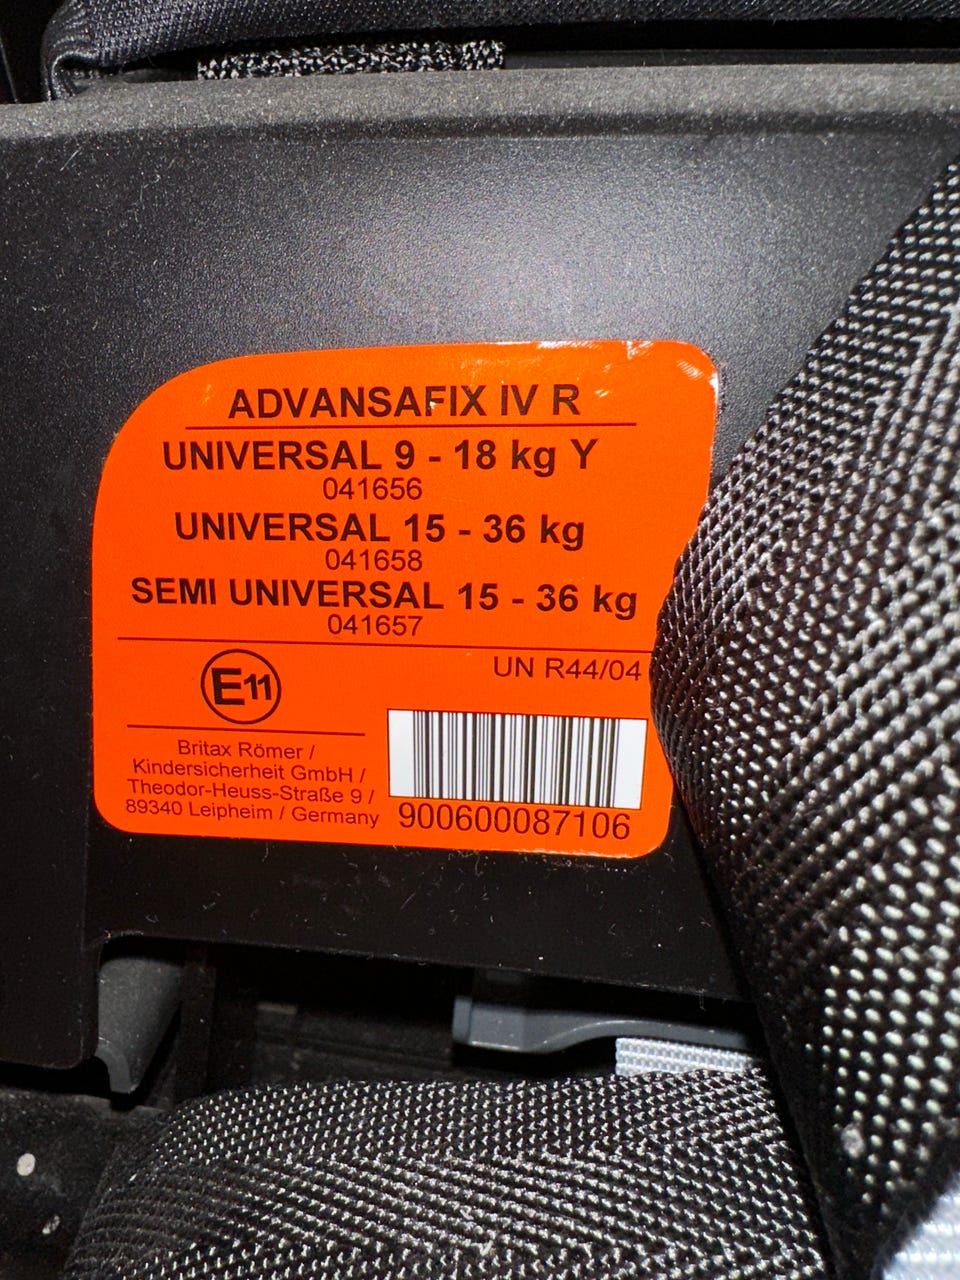 ADVANSAFIX IV R
UNIVERSAL 9 - 18 kg Y
041656
UNIVERSAL 15 - 36 kg
041658
SEMI UNIVERSAL 15 - 36 kg
041657
UN R44/04
E11
Britax Römer /
Kindersicherheit GmbH /
Theodor-Heuss-Straße 9 /
89340 Leipheim / Germany
900600087106